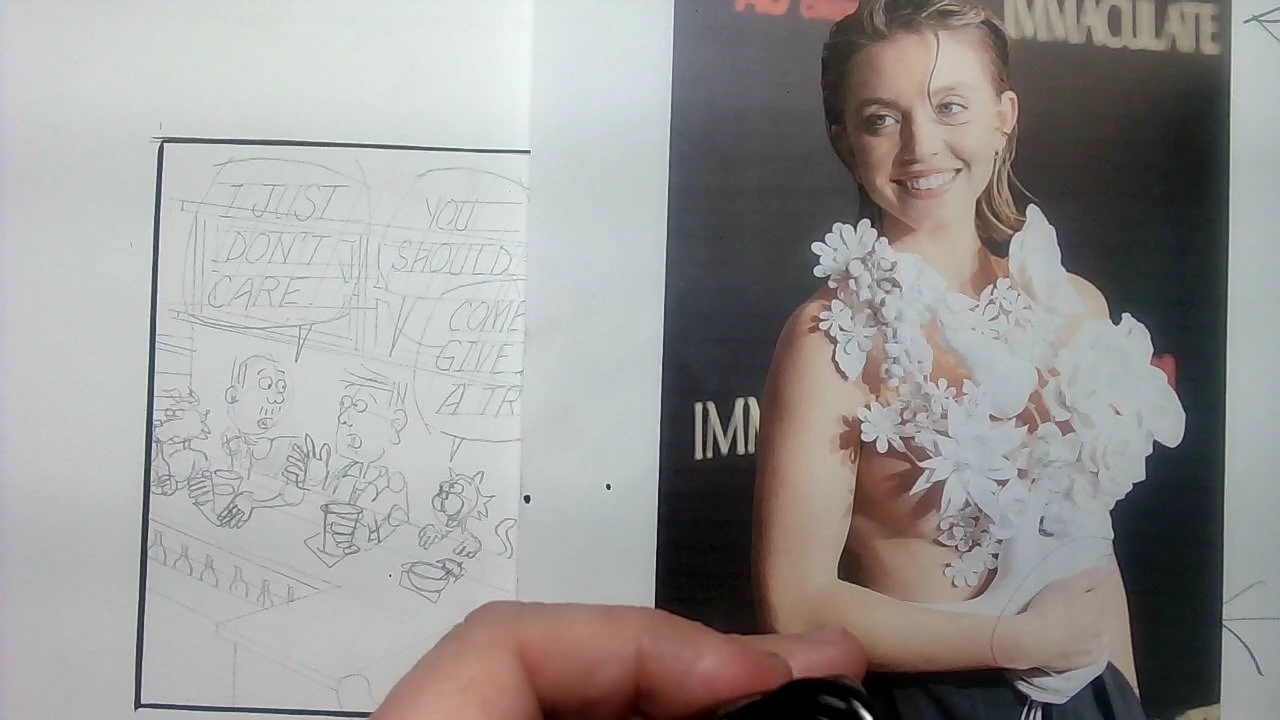 I JUST
DON'T
CARE.
YOU
SHOULD
COME
GIVE
A TR
IMMACULATE
IMM